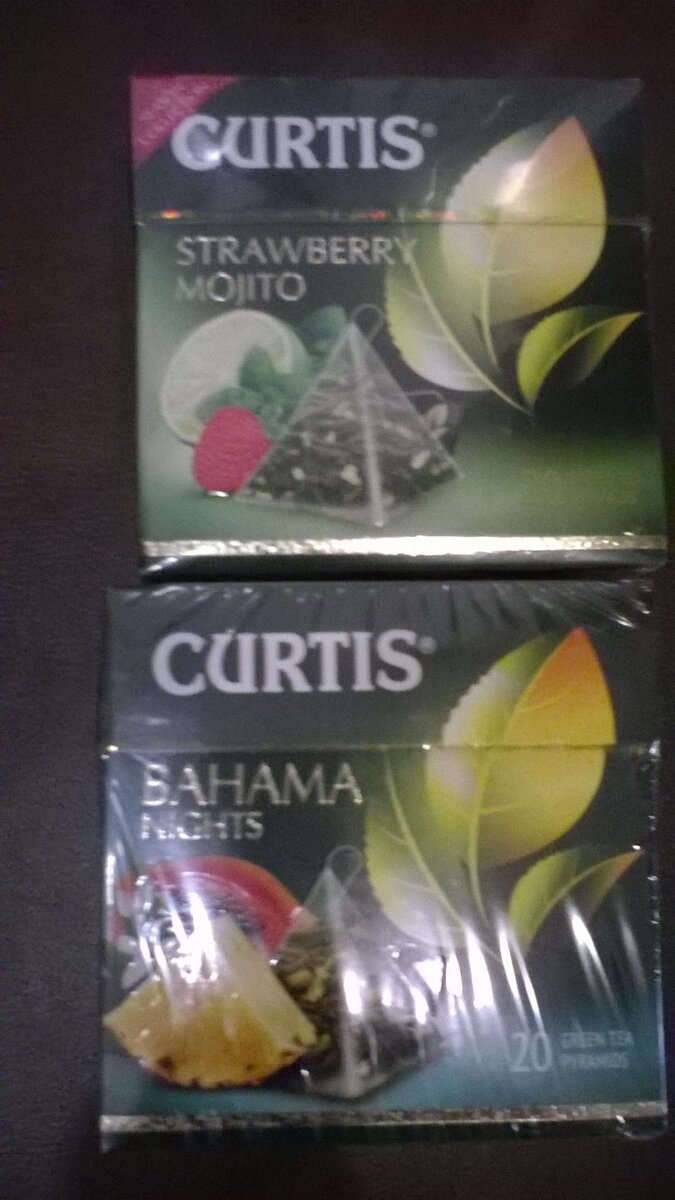 CURTIS®
STRAWBERRY
MOJITO
CURTIS®
BAHAMA
NIGHTS
20 GREEN TEA
PYRAMIDS